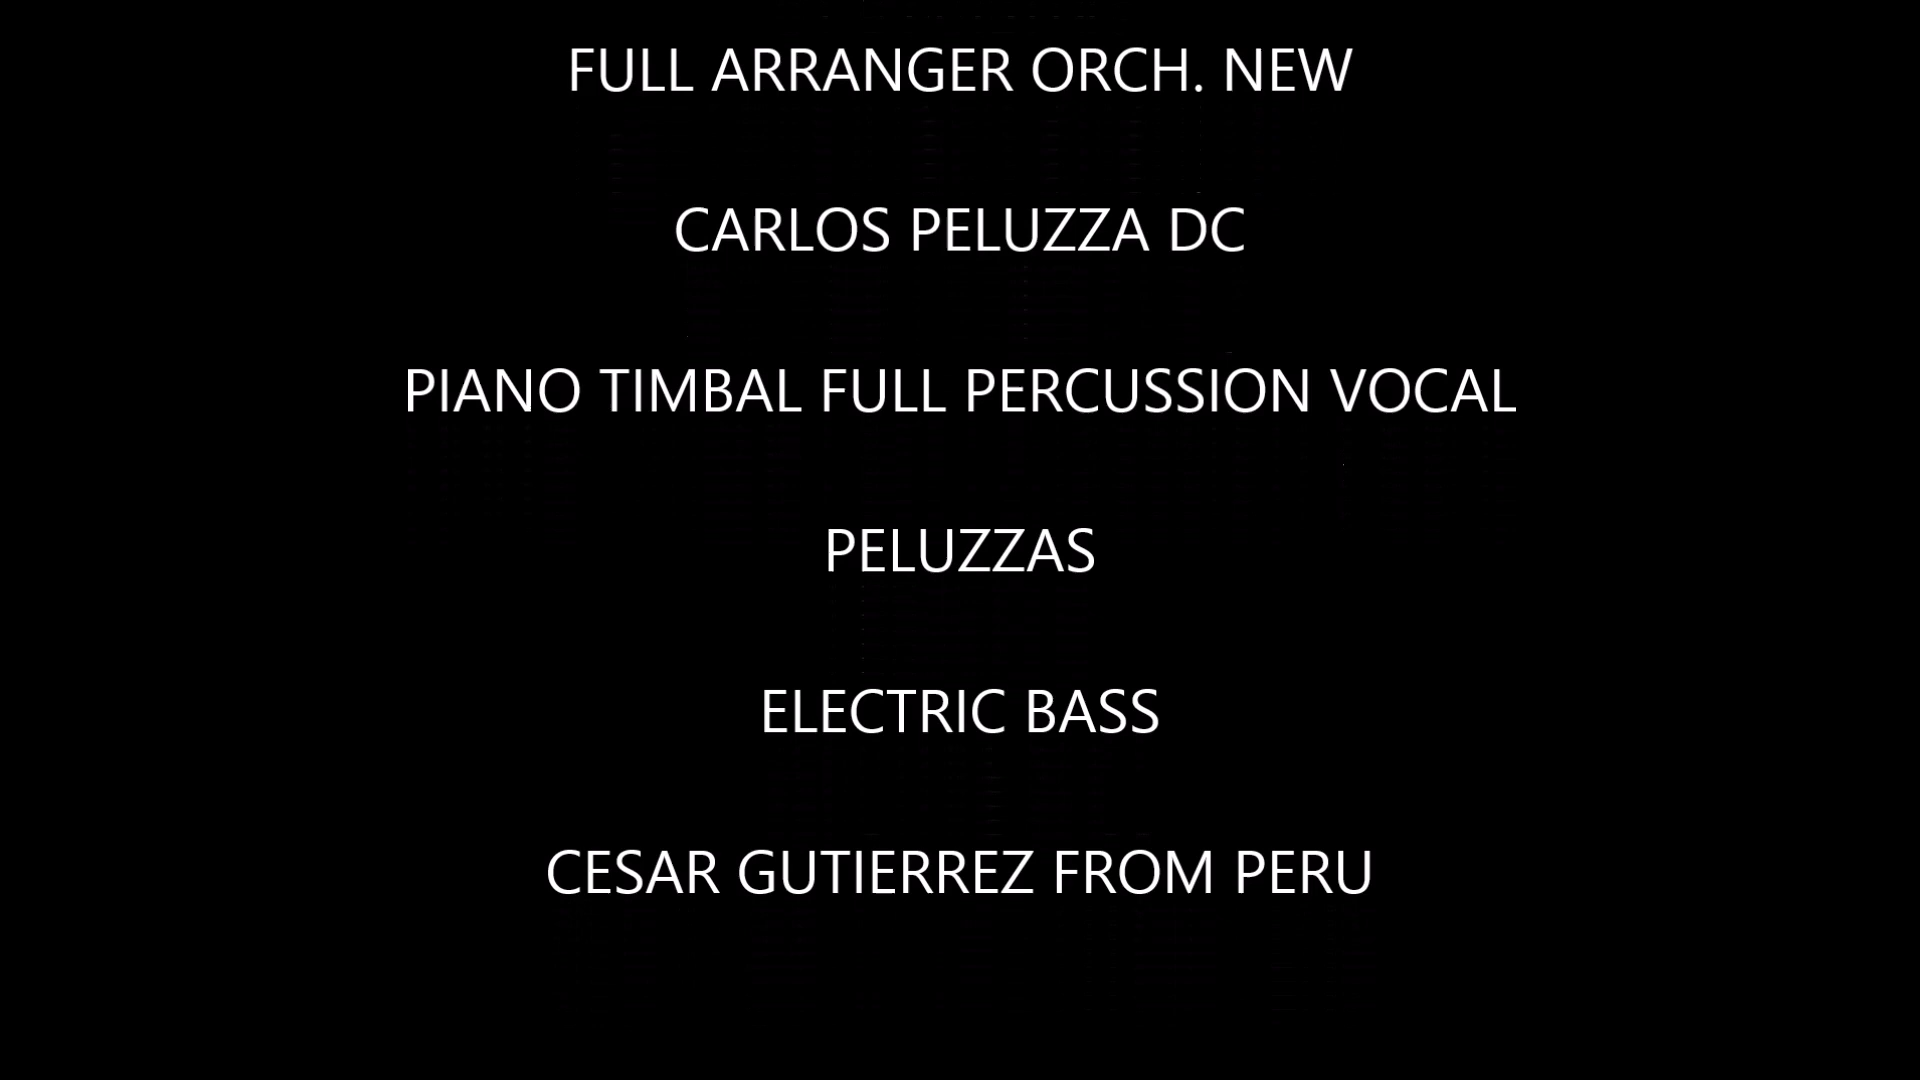 FULL ARRANGER ORCH. NEW
CARLOS PELUZZA DC
PIANO TIMBAL FULL PERCUSSION VOCAL
PELUZZAS
ELECTRIC BASS
CESAR GUTIERREZ FROM PERU